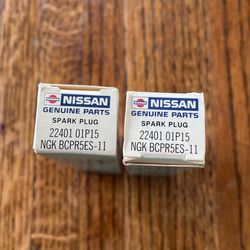 NISSAN
GENUINE PARTS
SPARK PLUG
22401 01P15
NGK BCPR5ES-11
NISSAN
GENUINE PARTS
SPARK PLUG
22401 01P15
NGK BCPR5ES-11